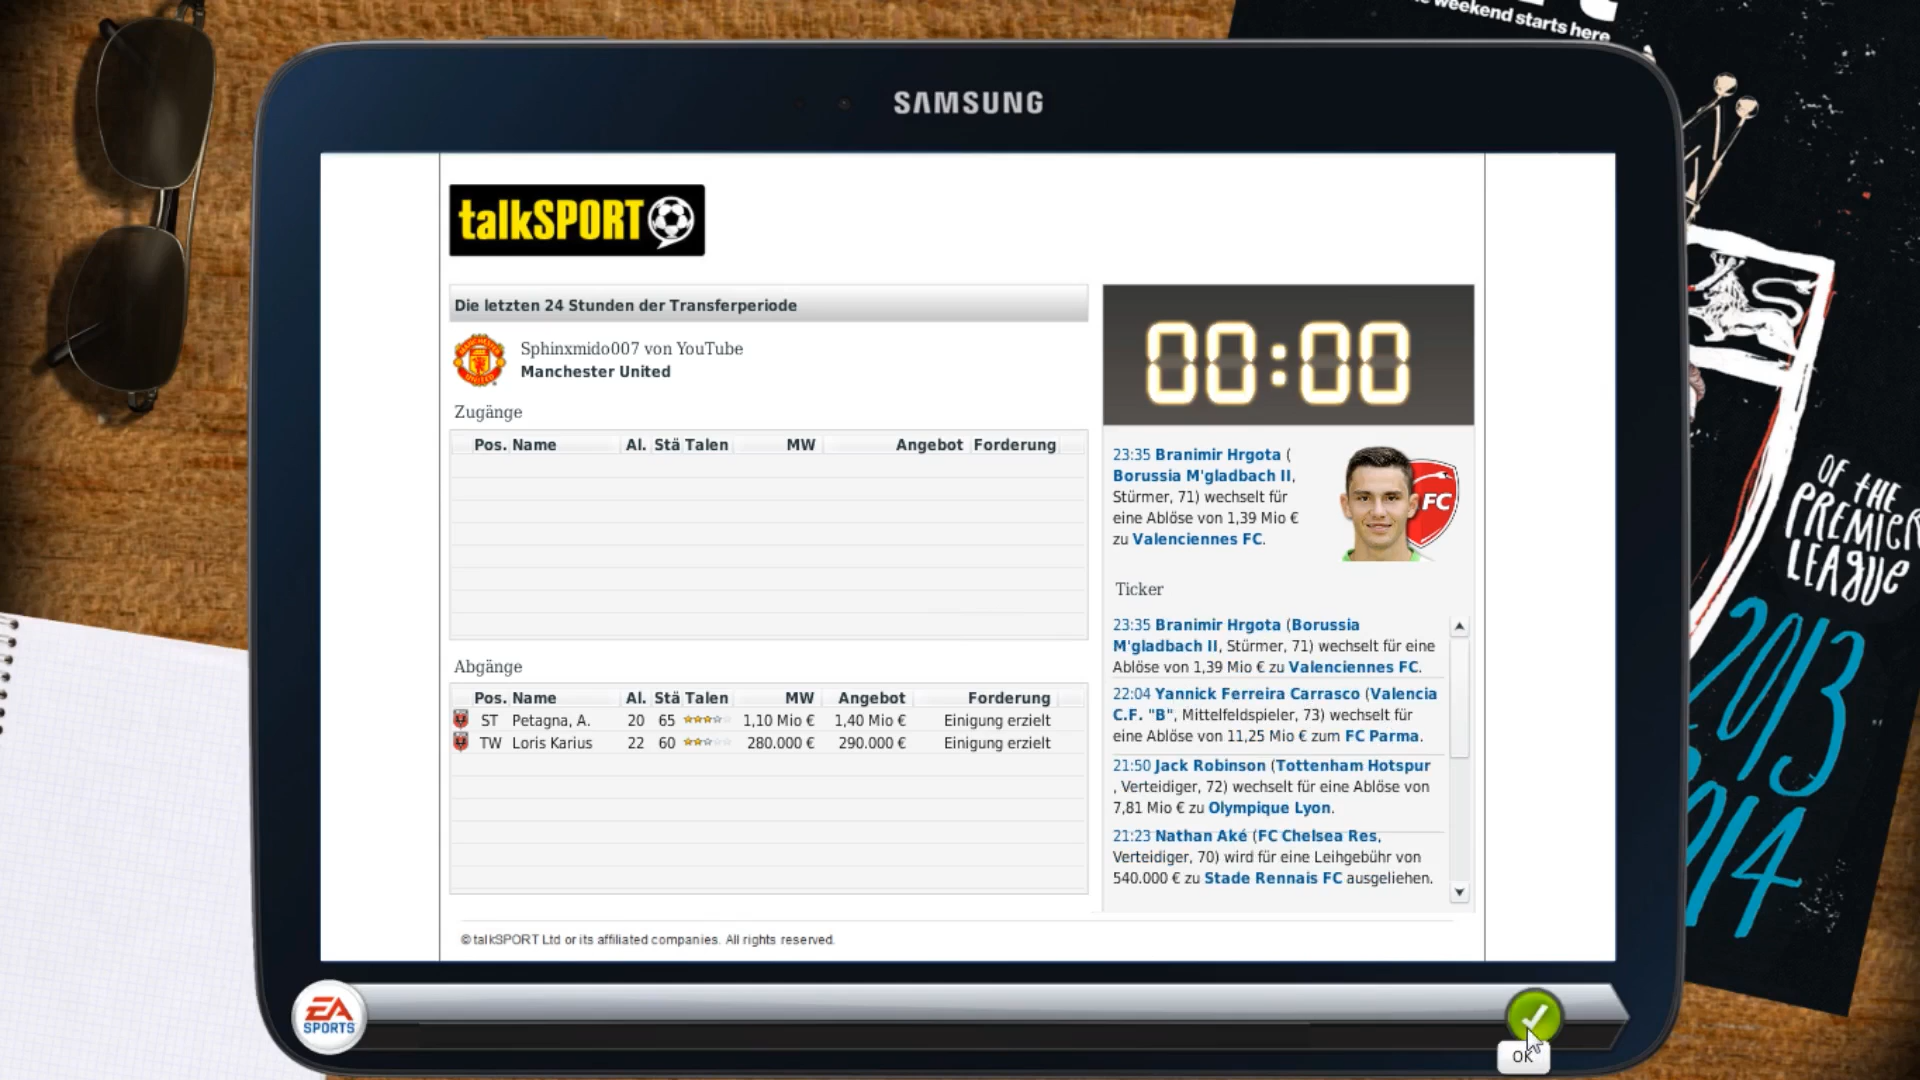 weekend starts here
SAMSUNG
talkSPORT
Die letzten 24 Stunden der Transferperiode
Sphinxmido007 von YouTube
Manchester United
Zugänge
Pos. Name Al. Stä Talen MW Angebot Forderung
Abgänge
Pos. Name Al. Stä Talen MW Angebot Forderung
ST Petagna, A. 20 65 1,10 Mio € 1,40 Mio € Einigung erzielt
TW Loris Karius 22 60 280.000 € 290.000 € Einigung erzielt
© talkSPORT Ltd or its affiliated companies. All rights reserved.
00:00
23:35 Branimir Hrgota (
Borussia M'gladbach II,
Stürmer, 71) wechselt für
eine Ablöse von 1,39 Mio €
zu Valenciennes FC.
FC
Ticker
23:35 Branimir Hrgota (Borussia
M'gladbach II, Stürmer, 71) wechselt für eine
Ablöse von 1,39 Mio € zu Valenciennes FC.
22:04 Yannick Ferreira Carrasco (Valencia
C.F. "B", Mittelfeldspieler, 73) wechselt für
eine Ablöse von 11,25 Mio € zum FC Parma.
21:50 Jack Robinson (Tottenham Hotspur
, Verteidiger, 72) wechselt für eine Ablöse von
7,81 Mio € zu Olympique Lyon.
21:23 Nathan Aké (FC Chelsea Res,
Verteidiger, 70) wird für eine Leihgebühr von
540.000 € zu Stade Rennais FC ausgeliehen.
OF THE
PREMIER
LEAGUE
2013
2014
EA
SPORTS
OK